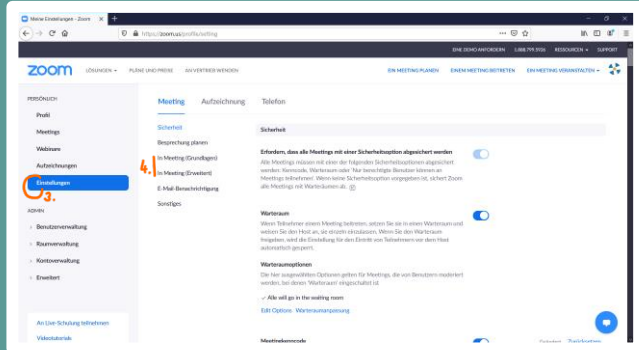 Meine Einstellungen - Zoom
https://zoom.us/profile/setting
EINE DEMO ANFORDERN 1.888.799.5926 RESSOURCEN SUPPORT
zoom LÖSUNGEN PLÄNE UND PREISE AN VERTRIEB WENDEN EIN MEETING PLANEN EINEM MEETING BEITRETEN EIN MEETING VERANSTALTEN
PERSÖNLICH
Profil
Meetings
Webinare
Aufzeichnungen
Einstellungen
3.
ADMIN
Benutzerverwaltung
Raumverwaltung
Kontoverwaltung
Erweitert
An Live-Schulung teilnehmen
Videotutorials
Meeting Aufzeichnung Telefon
Sicherheit
Besprechung planen
4.
In Meeting (Grundlagen)
In Meeting (Erweitert)
E-Mail-Benachrichtigung
Sonstiges
Sicherheit
Erfordern, dass alle Meetings mit einer Sicherheitsoption abgesichert werden
Alle Meetings müssen mit einer der folgenden Sicherheitsoptionen abgesichert
werden: Kenncode, Warteraum oder "Nur berechtigte Benutzer können an
Meetings teilnehmen". Wenn keine Sicherheitsoption vorgegeben ist, sichert Zoom
alle Meetings mit Warteräumen ab.
Warteraum
Wenn Teilnehmer einem Meeting beitreten, setzen Sie sie in einen Warteraum und
weisen Sie den Host an, sie einzeln einzulassen. Wenn Sie den Warteraum
freigeben, wird die Einstellung für den Eintritt von Teilnehmern vor dem Host
automatisch gesperrt.
Warteraumoptionen
Die hier ausgewählten Optionen gelten für Meetings, die von Benutzern moderiert
werden, bei denen 'Warteraum' eingeschaltet ist
✓ Alle will go in the waiting room
Edit Options Warteraumanpassung
Meetingkenncode Geändert Zurücksetzen